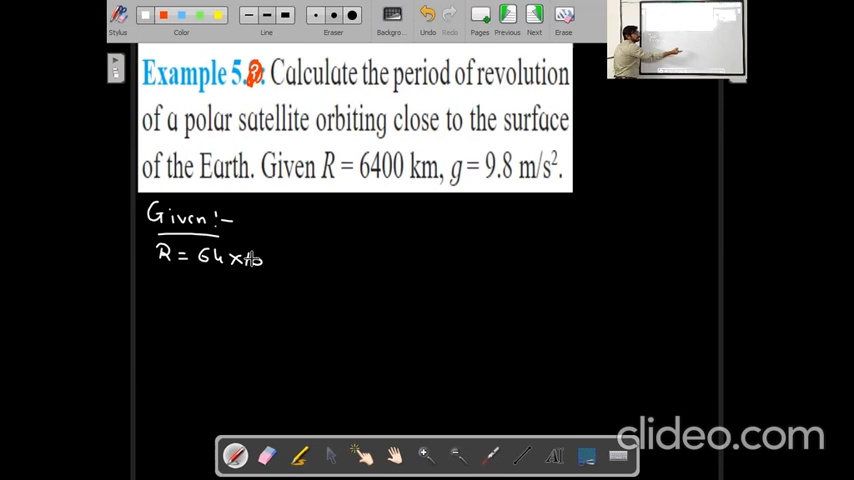 Stylus
Color
Line
Eraser
Backgro...
Undo
Redo
Pages
Previous
Next
Erase
Example 5. Calculate the period of revolution
of a polar satellite orbiting close to the surface
of the Earth. Given R = 6400 km, g = 9.8 m/s².
Given :-
R = 64 × 10
clideo.com